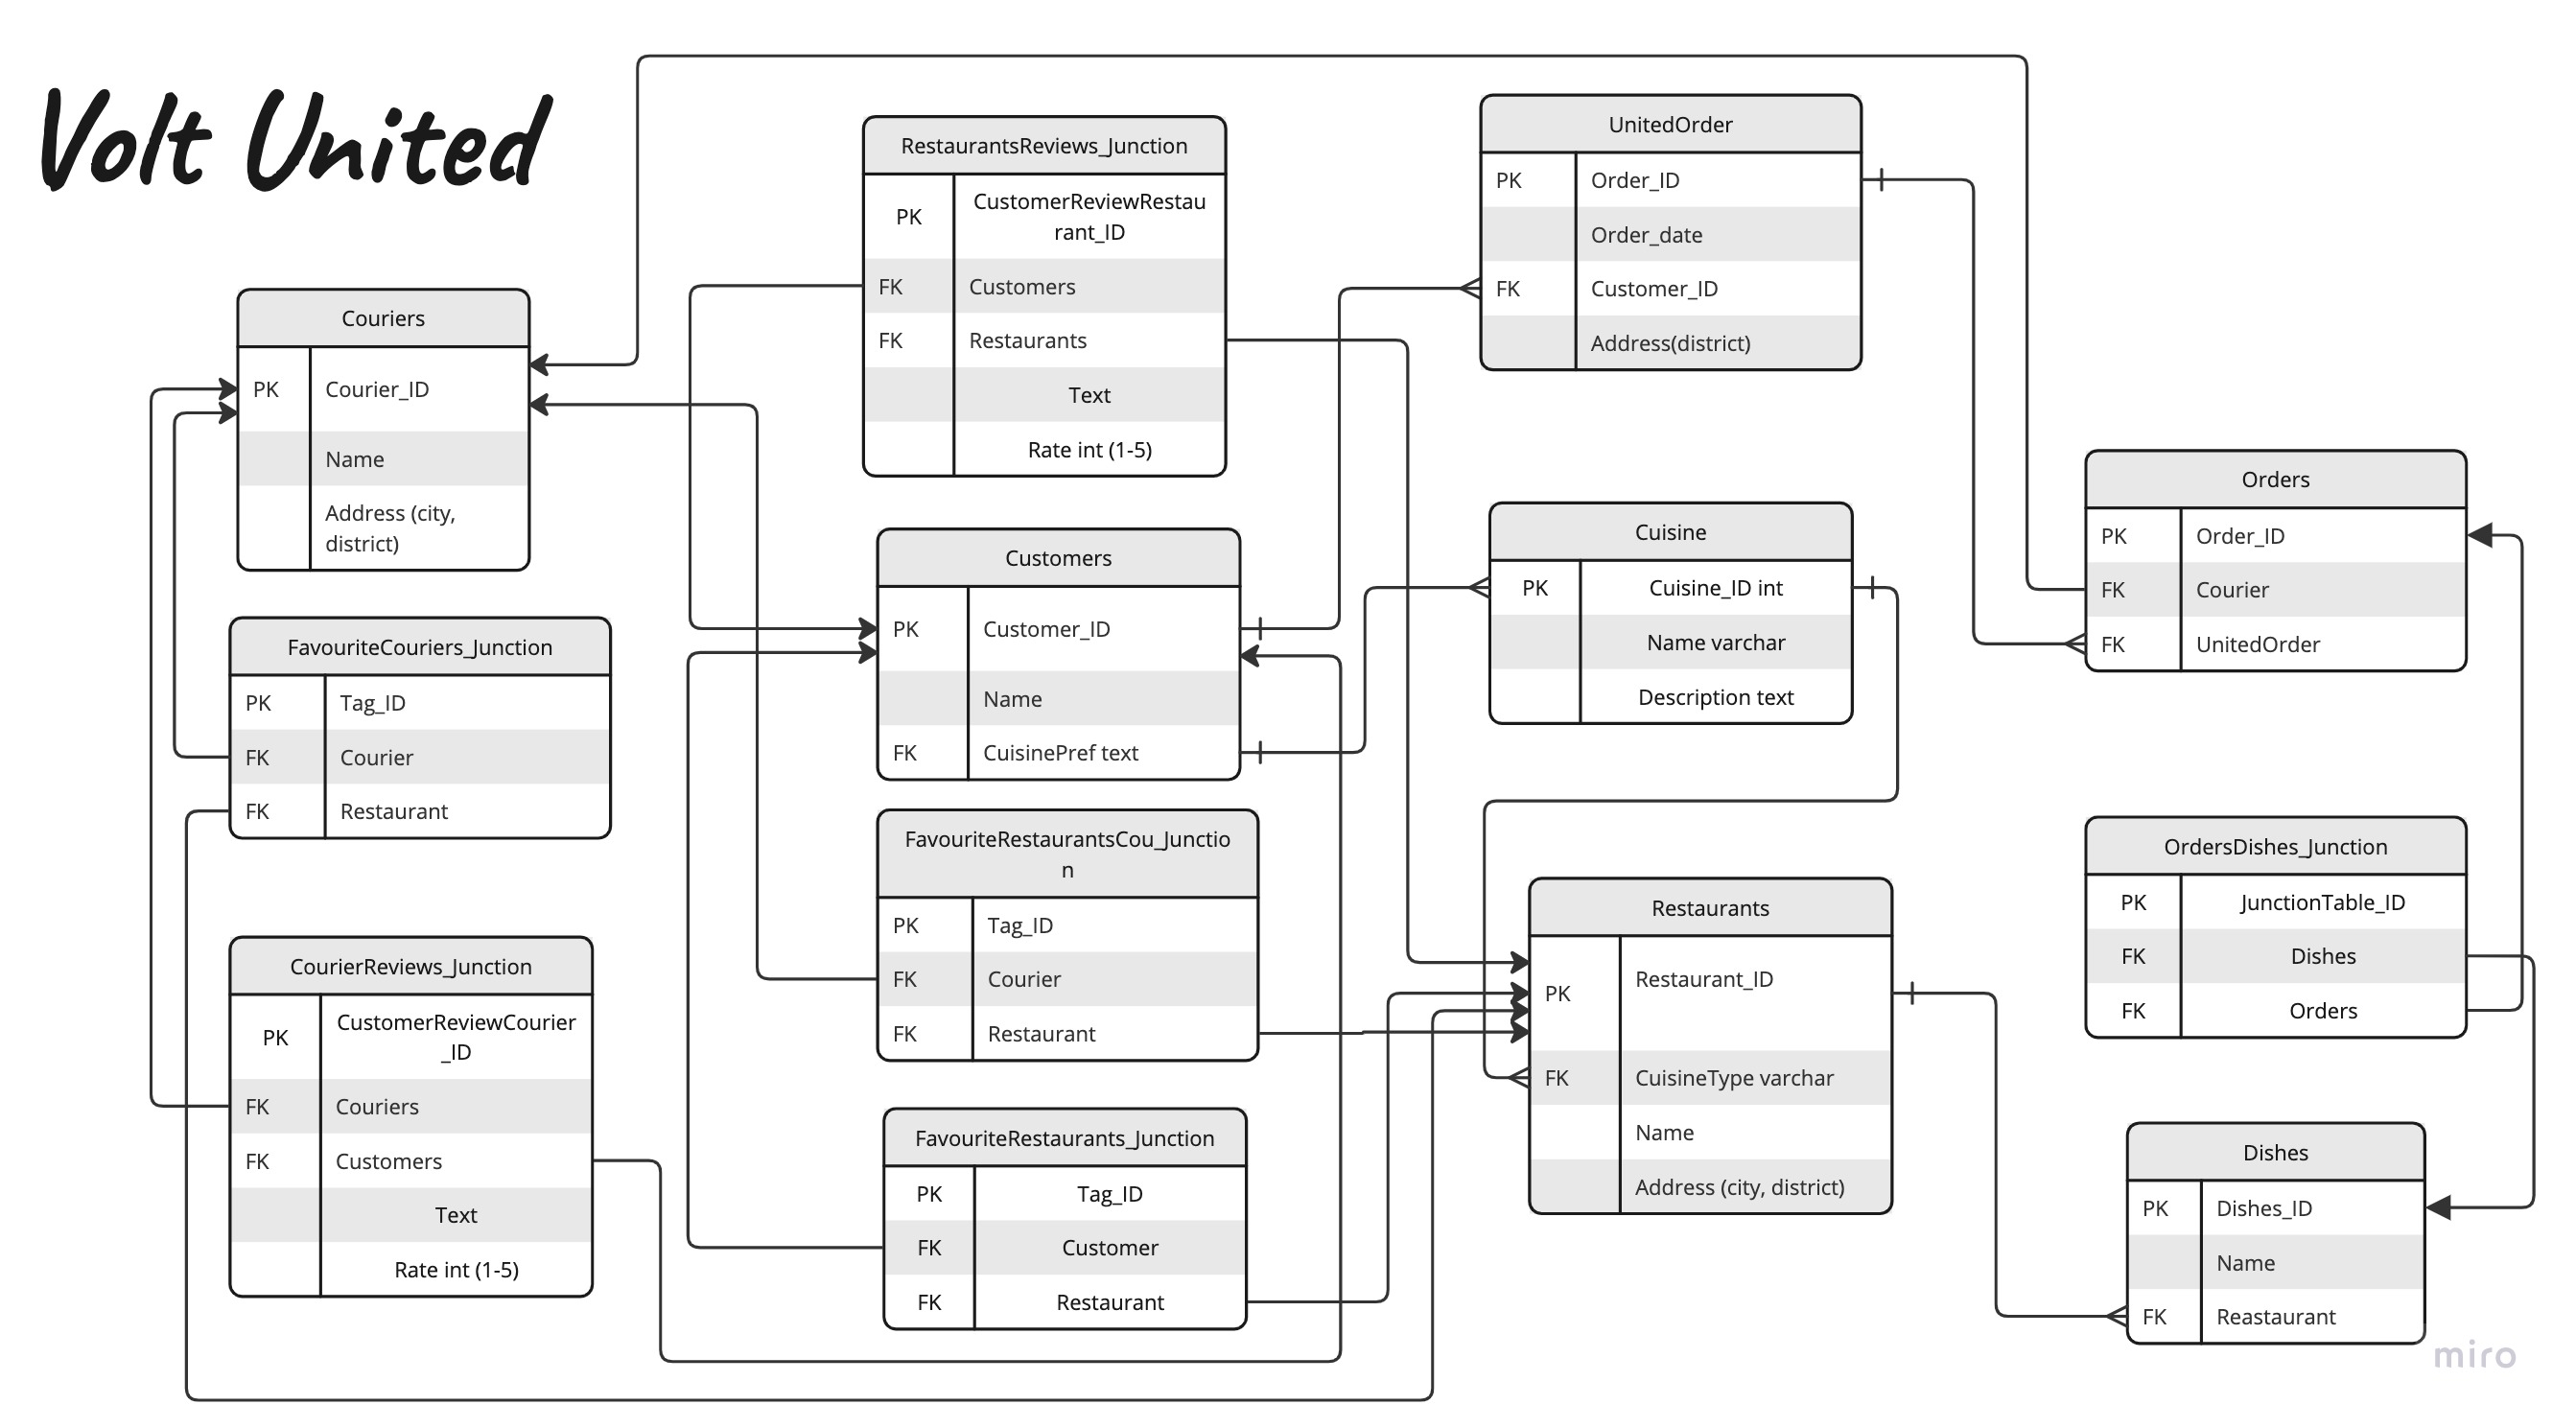 Volt United
Couriers
PK Courier_ID
Name
Address (city,
district)
FavouriteCouriers_Junction
PK Tag_ID
FK Courier
FK Restaurant
CourierReviews_Junction
PK CustomerReviewCourier
_ID
FK Couriers
FK Customers
Text
Rate int (1-5)
RestaurantsReviews_Junction
PK CustomerReviewRestau
rant_ID
FK Customers
FK Restaurants
Text
Rate int (1-5)
Customers
PK Customer_ID
Name
FK CuisinePref text
FavouriteRestaurantsCou_Junctio
n
PK Tag_ID
FK Courier
FK Restaurant
FavouriteRestaurants_Junction
PK Tag_ID
FK Customer
FK Restaurant
UnitedOrder
PK Order_ID
Order_date
FK Customer_ID
Address(district)
Cuisine
PK Cuisine_ID int
Name varchar
Description text
Restaurants
PK Restaurant_ID
FK CuisineType varchar
Name
Address (city, district)
Orders
PK Order_ID
FK Courier
FK UnitedOrder
OrdersDishes_Junction
PK JunctionTable_ID
FK Dishes
FK Orders
Dishes
PK Dishes_ID
Name
FK Reastaurant
miro